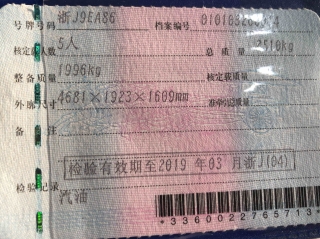 号牌号码 浙J9EA86 档案编号
核定载人数 5人 总质量 2510kg
整备质量 1996kg 核定载质量
外廓尺寸 4681×1923×1609mm 准牵引总质量
备注
检验有效期至2019年03月浙J(04)
检验记录
汽油
*3360022765713